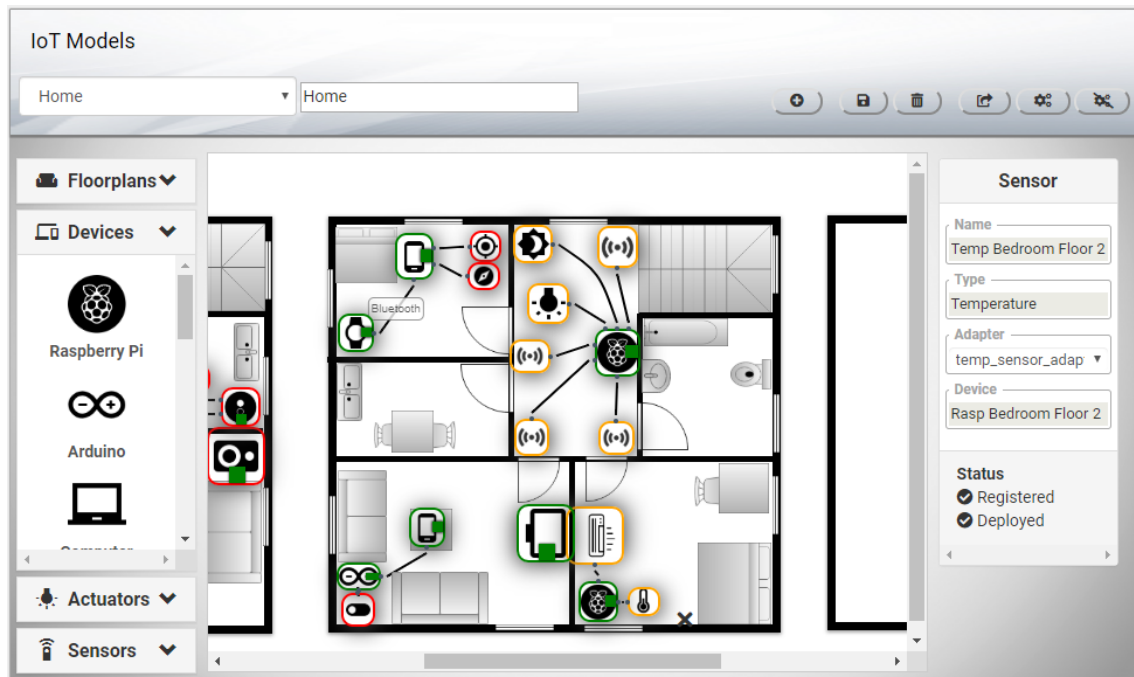 IoT Models
Home
Home
Floorplans
Devices
Raspberry Pi
Arduino
Computer
Actuators
Sensors
Bluetooth
Sensor
Name
Temp Bedroom Floor 2
Type
Temperature
Adapter
temp_sensor_adap
Device
Rasp Bedroom Floor 2
Status
Registered
Deployed